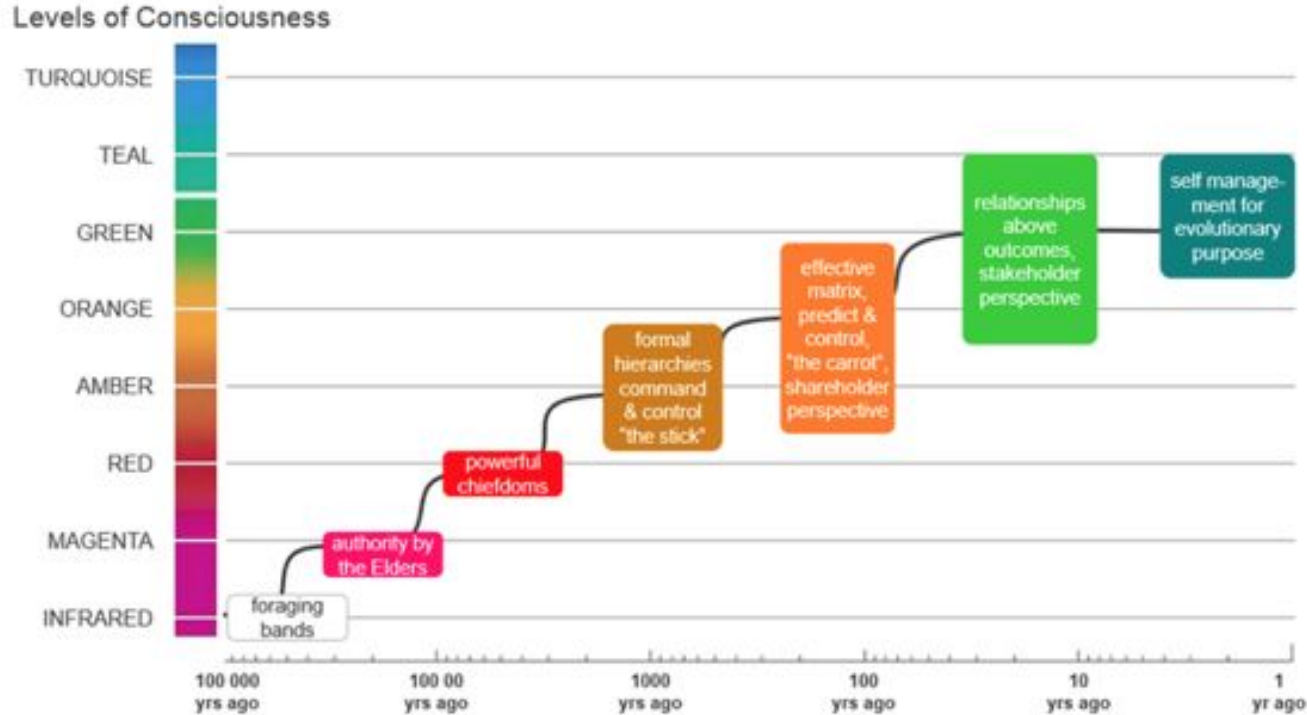 Levels of Consciousness
TURQUOISE
TEAL
GREEN
ORANGE
AMBER
RED
MAGENTA
INFRARED
foraging
bands
authority by
the Elders
powerful
chiefdoms
formal
hierarchies
command
& control
"the stick"
effective
matrix,
predict &
control,
"the carrot",
shareholder
perspective
relationships
above
outcomes,
stakeholder
perspective
self manage-
ment for
evolutionary
purpose
100 000
yrs ago
100 00
yrs ago
1000
yrs ago
100
yrs ago
10
yrs ago
1
yr ago